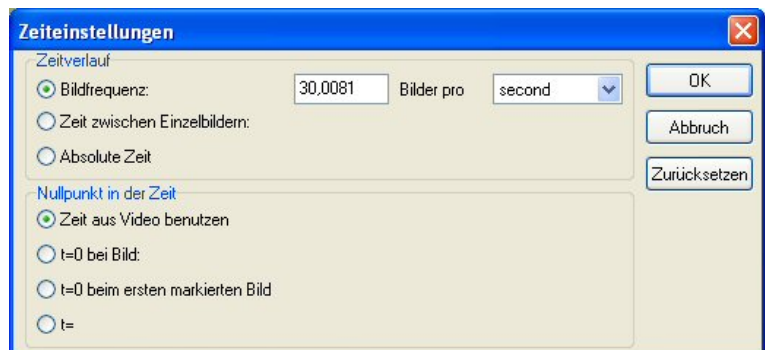 Zeiteinstellungen
Zeitverlauf
Bildfrequenz: 30,0081 Bilder pro second
OK
Zeit zwischen Einzelbildern:
Abbruch
Absolute Zeit
Zurücksetzen
Nullpunkt in der Zeit
Zeit aus Video benutzen
t=0 bei Bild:
t=0 beim ersten markierten Bild
t=